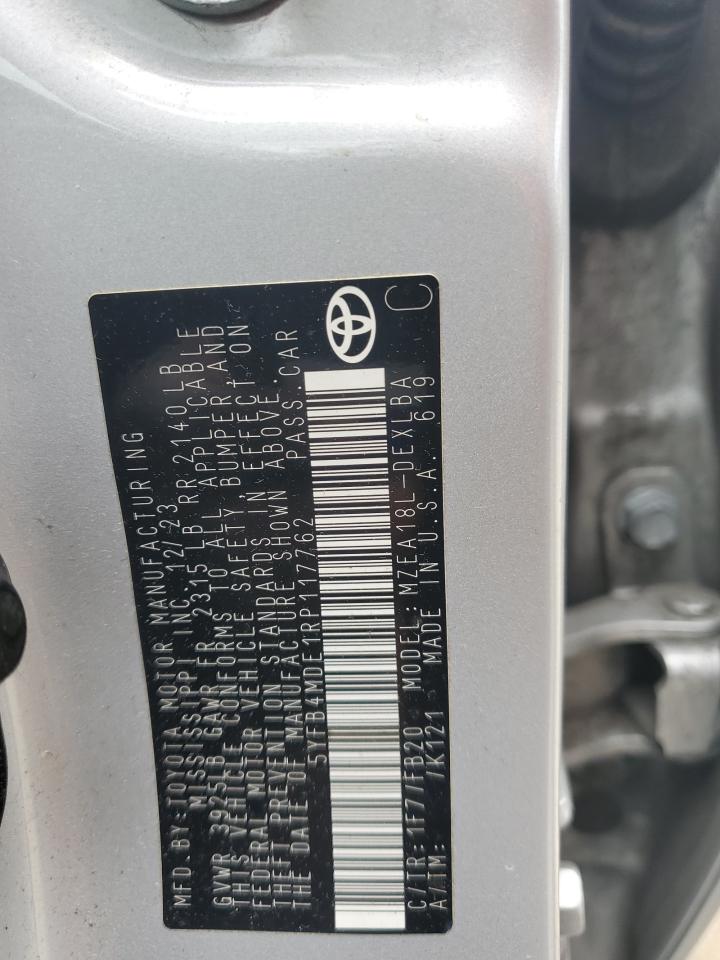 MFD.BY:TOYOTA MOTOR MANUFACTURING
MISSISSIPPI INC.12/23
GVWR 3925LB GAWR FR 2315 LB RR 2140 LB
THIS VEHICLE CONFORMS TO ALL APPLICABLE
FEDERAL MOTOR VEHICLE SAFETY,BUMPER,AND
THEFT PREVENTION STANDARDS IN EFFECT ON
THE DATE OF MANUFACTURE SHOWN ABOVE.
5YFB4MDE1RP117762 PASS.CAR
C/TR: 1F7/FB20 MODEL: MZEA18L-DEXLBA
A/TM: /K121 MADE IN U.S.A. 619
C